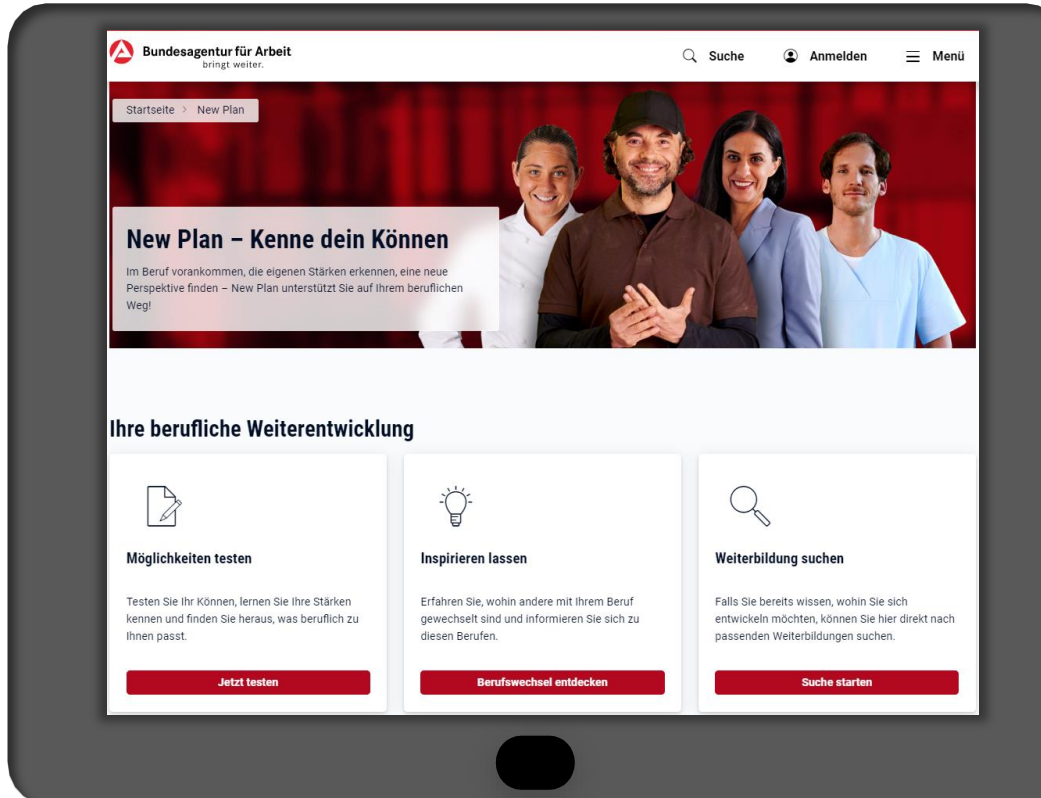 Bundesagentur für Arbeit
bringt weiter.
Suche
Anmelden
Menü
Startseite > New Plan
New Plan – Kenne dein Können
Im Beruf vorankommen, die eigenen Stärken erkennen, eine neue
Perspektive finden – New Plan unterstützt Sie auf Ihrem beruflichen
Weg!
Ihre berufliche Weiterentwicklung
Möglichkeiten testen
Testen Sie Ihr Können, lernen Sie Ihre Stärken
kennen und finden Sie heraus, was beruflich zu
Ihnen passt.
Jetzt testen
Inspirieren lassen
Erfahren Sie, wohin andere mit Ihrem Beruf
gewechselt sind und informieren Sie sich zu
diesen Berufen.
Berufswechsel entdecken
Weiterbildung suchen
Falls Sie bereits wissen, wohin Sie sich
entwickeln möchten, können Sie hier direkt nach
passenden Weiterbildungen suchen.
Suche starten